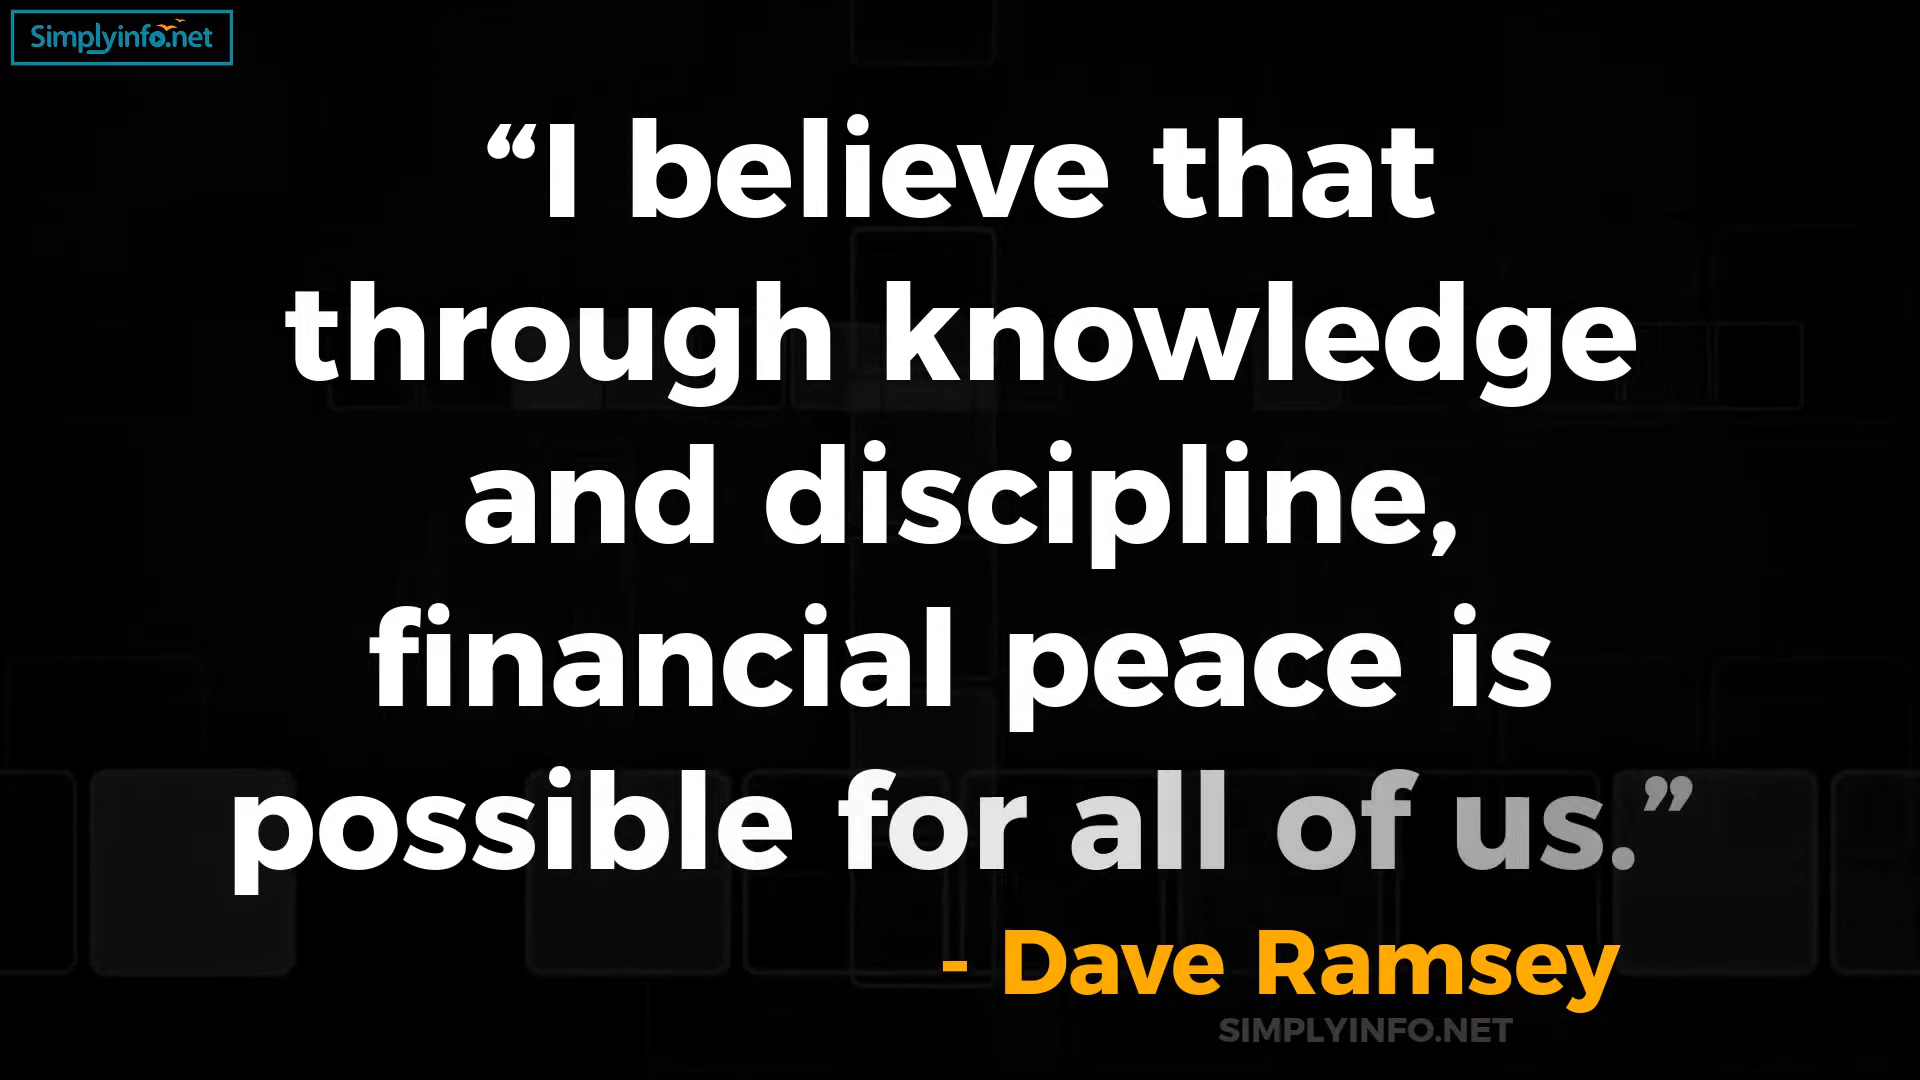 Simplyinfo.net
“I believe that
through knowledge
and discipline,
financial peace is
possible for all of us.”
- Dave Ramsey
SIMPLYINFO.NET